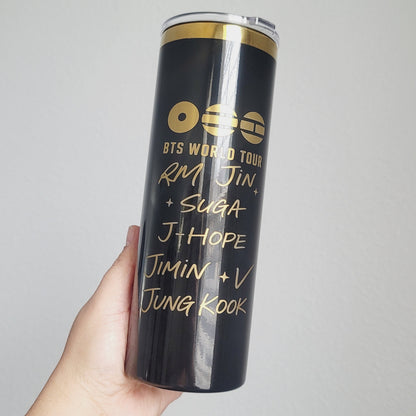 BTS WORLD TOUR
RM JIN
SUGA
J-HOPE
JIMIN V
JUNG KOOK